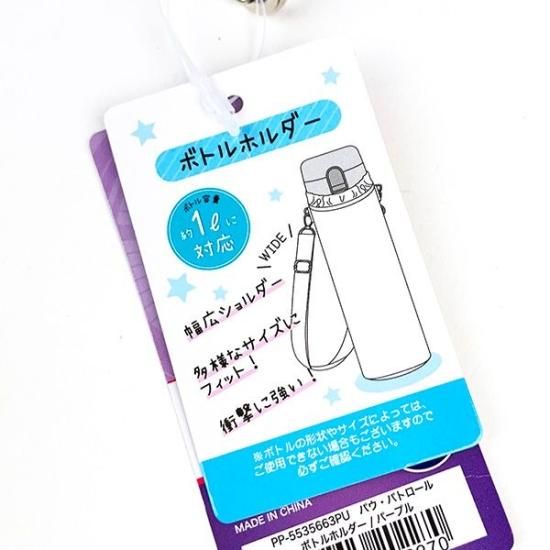 ボトルホルダー
ボトル容量
約1ℓに
対応
WIDE
幅広ショルダー
多様なサイズに
フィット!
衝撃に強い!
※ボトルの形状やサイズによっては、
ご使用できない場合もございますので
必ずご確認ください。
PP-5535663PU パウ・パトロール
ボトルホルダー/パープル
MADE IN CHINA